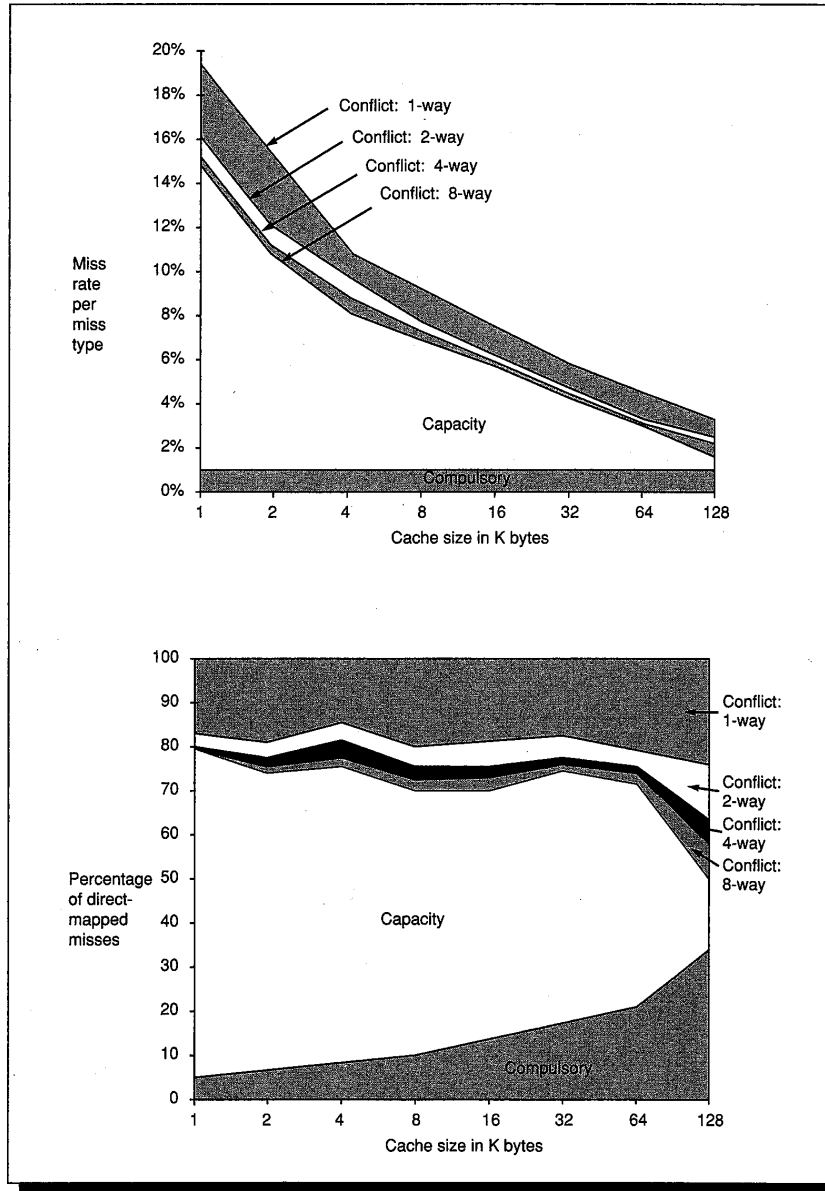 20%
18%
16%
14%
12%
10%
8%
6%
4%
2%
0%
Miss
rate
per
miss
type
Conflict: 1-way
Conflict: 2-way
Conflict: 4-way
Conflict: 8-way
Capacity
Compulsory
1 2 4 8 16 32 64 128
Cache size in K bytes
100
90
80
70
60
50
40
30
20
10
0
Percentage
of direct-
mapped
misses
Conflict:
1-way
Conflict:
2-way
Conflict:
4-way
Conflict:
8-way
Capacity
Compulsory
1 2 4 8 16 32 64 128
Cache size in K bytes